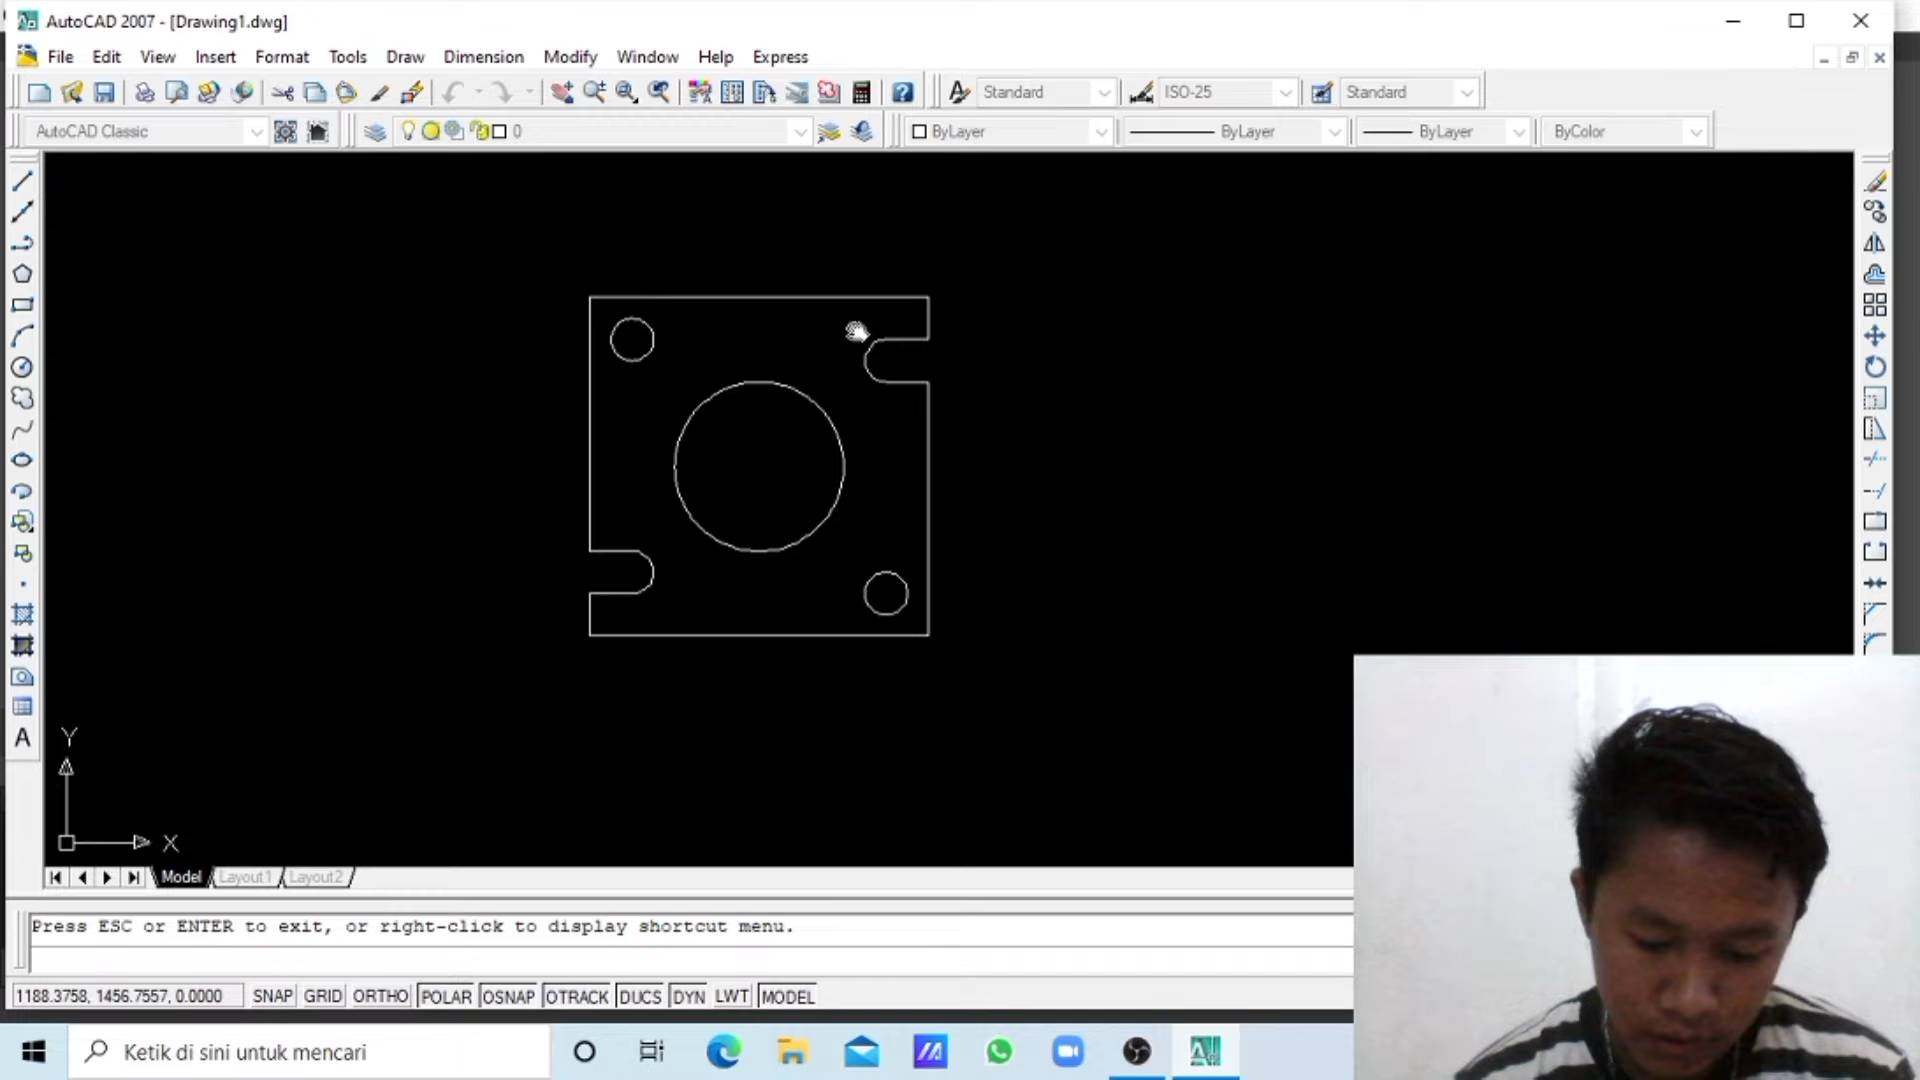 AutoCAD 2007 - [Drawing1.dwg]
File Edit View Insert Format Tools Draw Dimension Modify Window Help Express
Standard ISO-25 Standard
AutoCAD Classic 0 ByLayer ByLayer ByLayer ByColor
A
Y
X
Model Layout1 Layout2
Press ESC or ENTER to exit, or right-click to display shortcut menu.
1188.3758, 1456.7557, 0.0000 SNAP GRID ORTHO POLAR OSNAP OTRACK DUCS DYN LWT MODEL
Ketik di sini untuk mencari